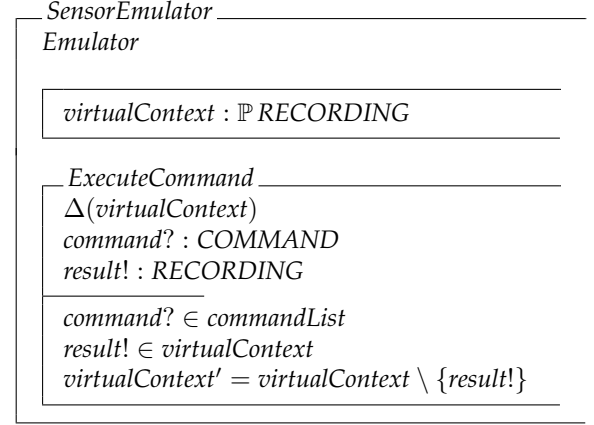 SensorEmulator
Emulator
virtualContext : ℙ RECORDING
ExecuteCommand
Δ(virtualContext)
command? : COMMAND
result! : RECORDING
command? ∈ commandList
result! ∈ virtualContext
virtualContext′ = virtualContext \ {result!}